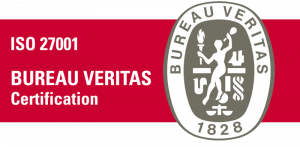 ISO 27001
BUREAU VERITAS
Certification
BUREAU VERITAS
1828